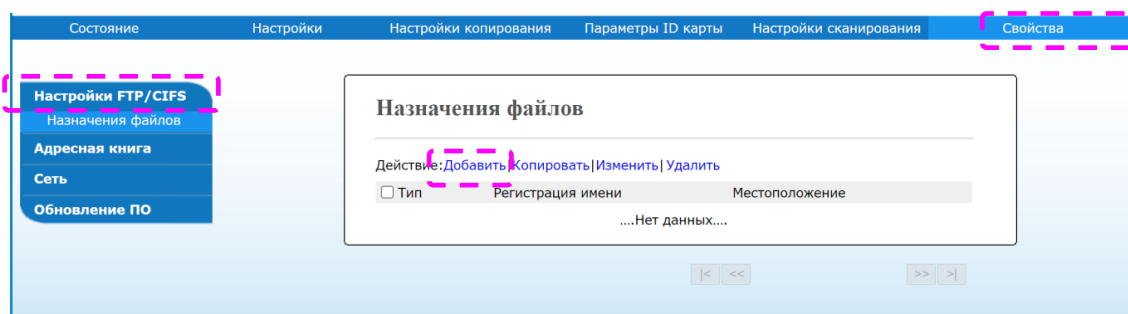 Состояние Настройки Настройки копирования Параметры ID карты Настройки сканирования Свойства
Настройки FTP/CIFS
Назначения файлов
Адресная книга
Сеть
Обновление ПО
Назначения файлов
Действие:Добавить|Копировать|Изменить| Удалить
Тип Регистрация имени Местоположение
....Нет данных....
|< << >> >|